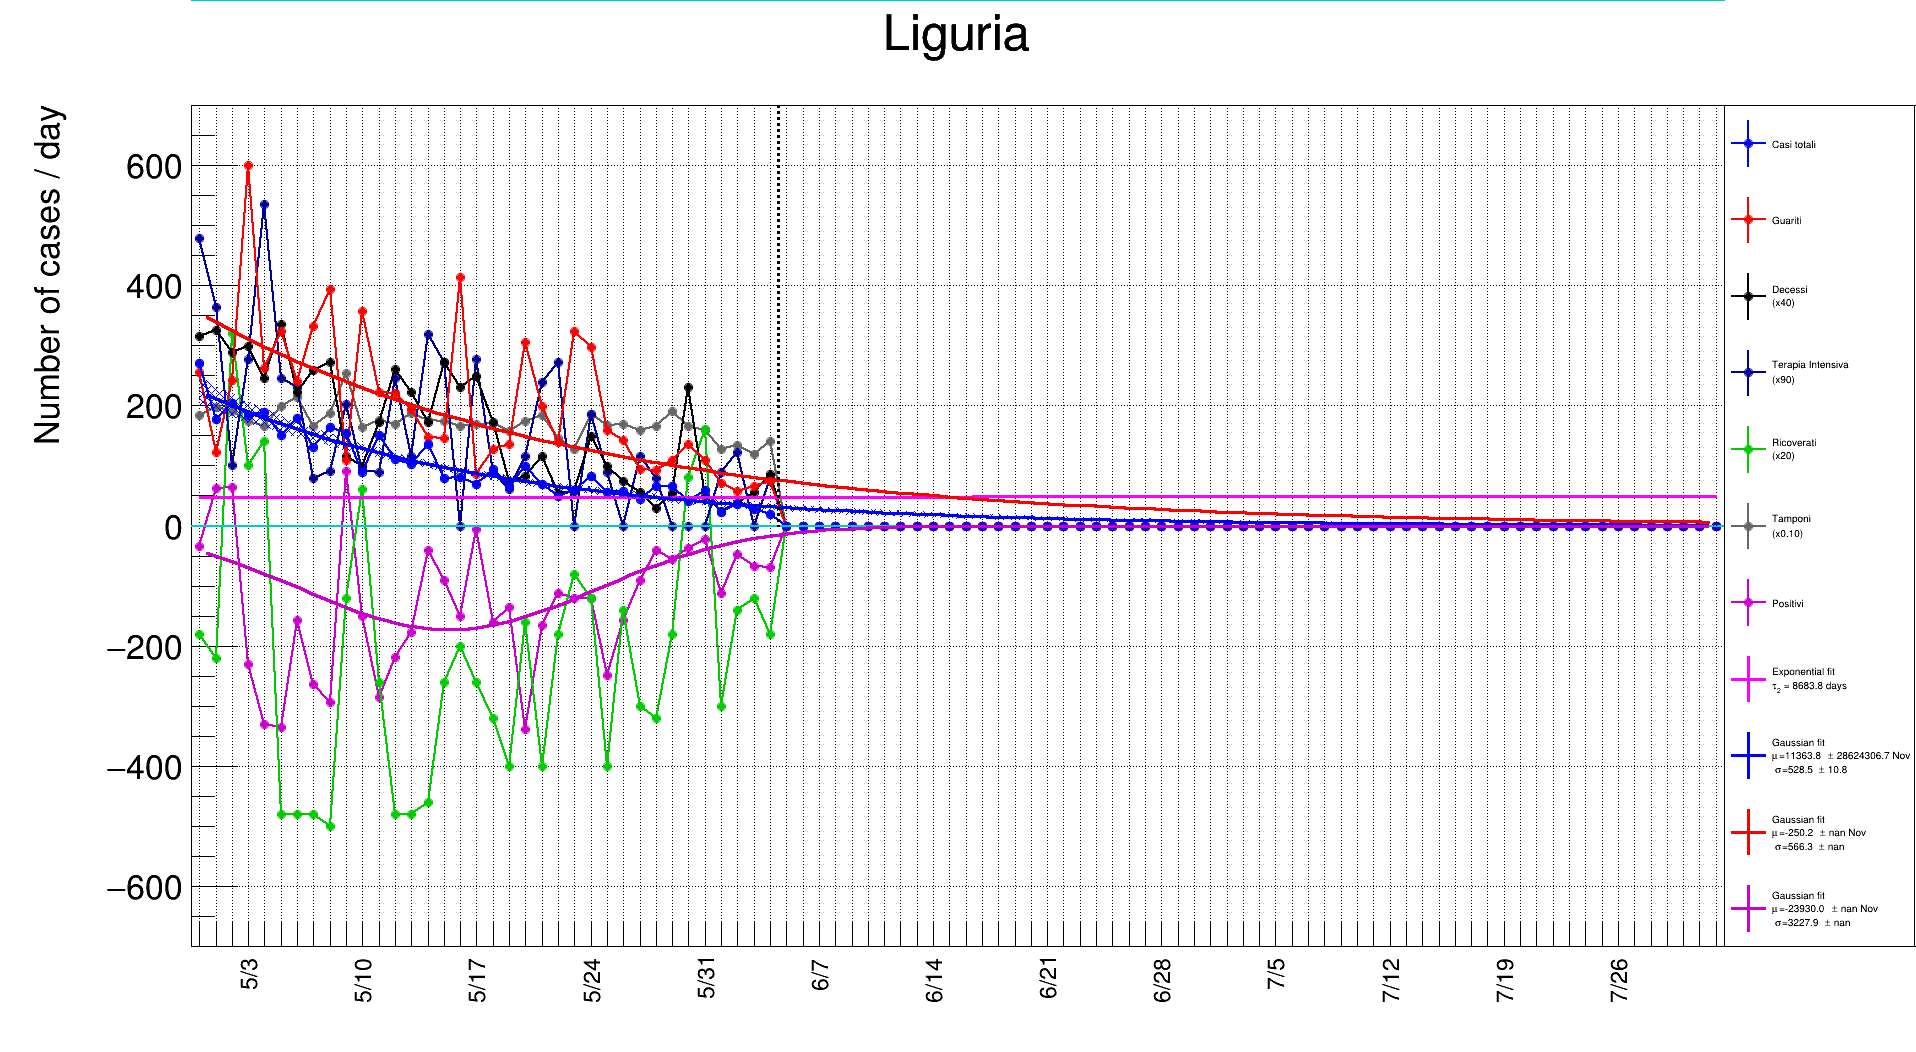 Liguria
Number of cases / day
600
400
200
0
−200
−400
−600
5/3
5/10
5/17
5/24
5/31
6/7
6/14
6/21
6/28
7/5
7/12
7/19
7/26
Casi totali
Guariti
Decessi
(x40)
Terapia Intensiva
(x90)
Ricoverati
(x20)
Tamponi
(x0.10)
Positivi
Exponential fit
τ2 = 8683.8 days
Gaussian fit
μ=11363.8 ± 28624306.7 Nov
σ=528.5 ± 10.8
Gaussian fit
μ=-250.2 ± nan Nov
σ=566.3 ± nan
Gaussian fit
μ=-23930.0 ± nan Nov
σ=3227.9 ± nan